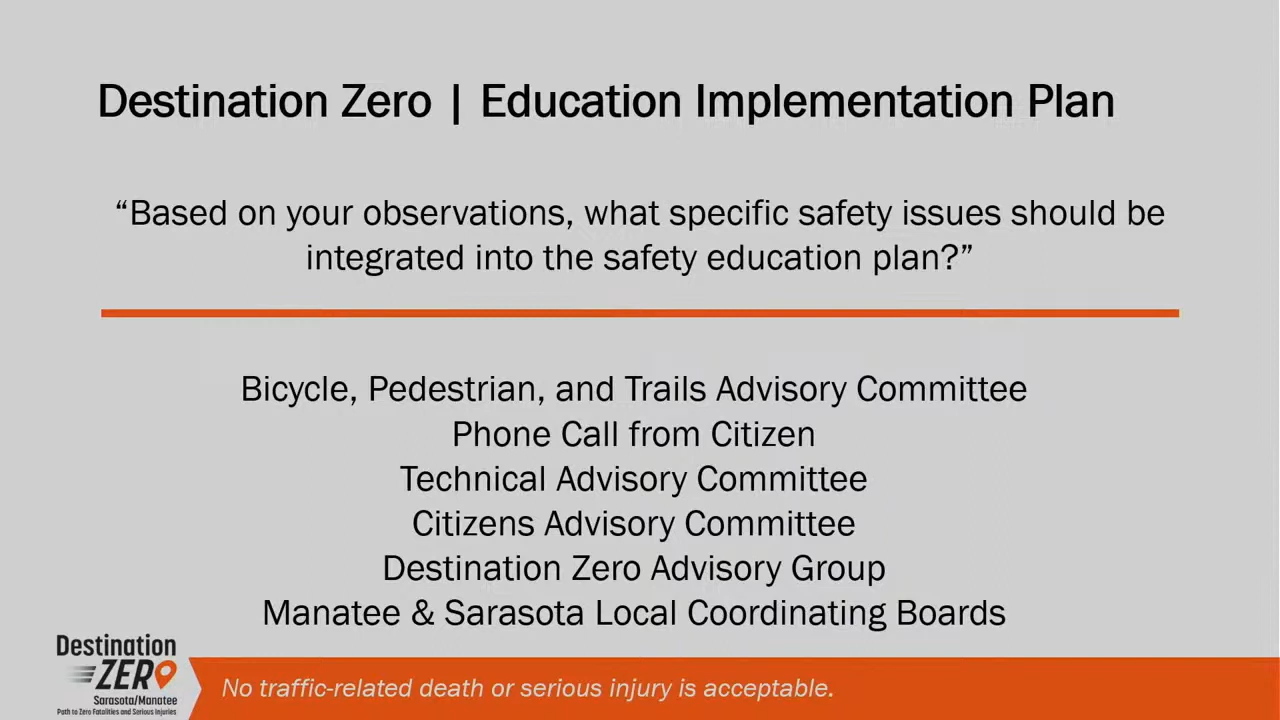 Destination Zero | Education Implementation Plan
“Based on your observations, what specific safety issues should be
integrated into the safety education plan?”
Bicycle, Pedestrian, and Trails Advisory Committee
Phone Call from Citizen
Technical Advisory Committee
Citizens Advisory Committee
Destination Zero Advisory Group
Manatee & Sarasota Local Coordinating Boards
Destination
ZERO
Sarasota/Manatee
Path to Zero Fatalities and Serious Injuries
No traffic-related death or serious injury is acceptable.